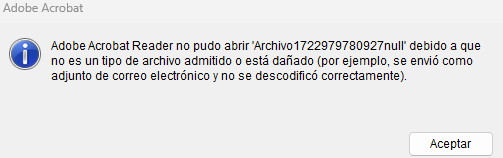 Adobe Acrobat
Adobe Acrobat Reader no pudo abrir 'Archivo1722979780927null' debido a que
no es un tipo de archivo admitido o está dañado (por ejemplo, se envió como
adjunto de correo electrónico y no se descodificó correctamente).
Aceptar